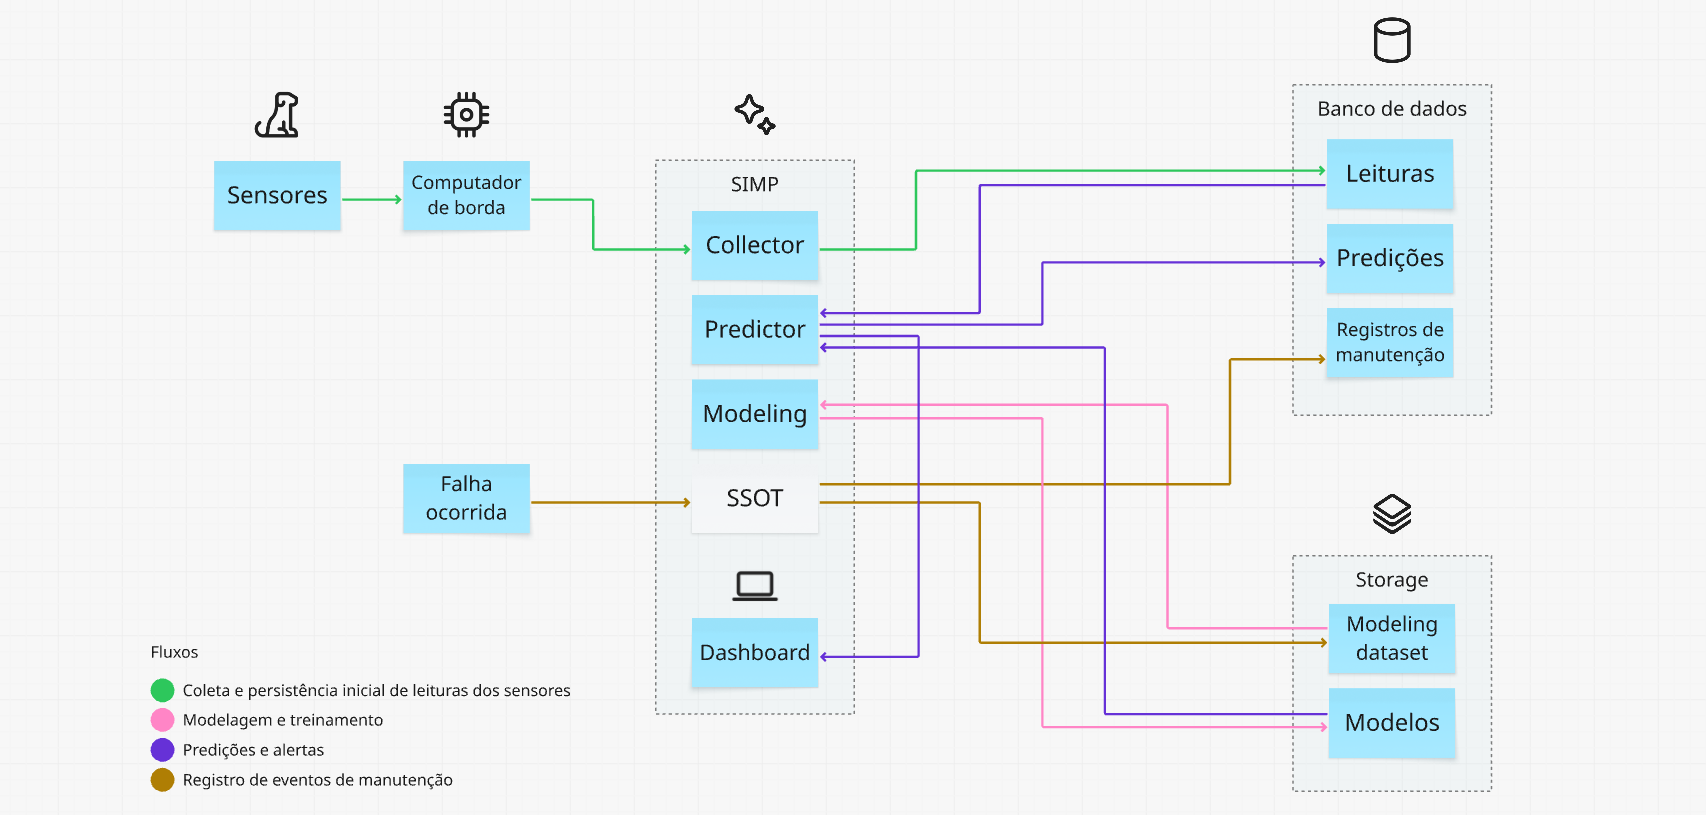 Sensores
Computador
de borda
SIMP
Collector
Predictor
Modeling
SSOT
Dashboard
Falha
ocorrida
Banco de dados
Leituras
Predições
Registros de
manutenção
Storage
Modeling
dataset
Modelos
Fluxos
Coleta e persistência inicial de leituras dos sensores
Modelagem e treinamento
Predições e alertas
Registro de eventos de manutenção